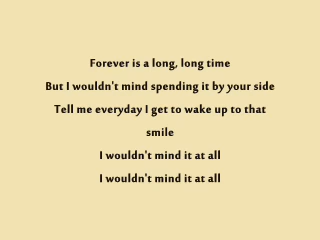 Forever is a long, long time
But I wouldn't mind spending it by your side
Tell me everyday I get to wake up to that
smile
I wouldn't mind it at all
I wouldn't mind it at all